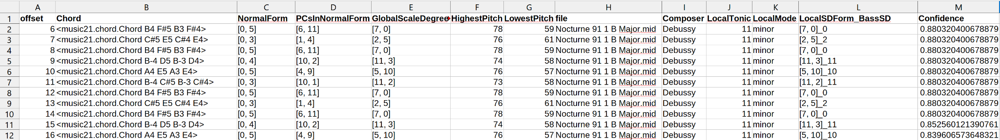 A B C D E F G H I J K L M
1 offset Chord NormalForm PCsInNormalForm GlobalScaleDegree HighestPitch LowestPitch file Composer LocalTonic LocalMode LocalSDForm_BassSD Confidence
2 6 <music21.chord.Chord B4 F#5 B3 F#4> [0, 5] [6, 11] [7, 0] 78 59 Nocturne 91 1 B Major.mid Debussy 11 minor [7, 0]_0 0.880320400678879
3 7 <music21.chord.Chord C#5 E5 C#4 E4> [0, 3] [1, 4] [2, 5] 76 61 Nocturne 91 1 B Major.mid Debussy 11 minor [2, 5]_2 0.880320400678879
4 8 <music21.chord.Chord B4 F#5 B3 F#4> [0, 5] [6, 11] [7, 0] 78 59 Nocturne 91 1 B Major.mid Debussy 11 minor [7, 0]_0 0.880320400678879
5 9 <music21.chord.Chord B-4 D5 B-3 D4> [0, 4] [10, 2] [11, 3] 74 58 Nocturne 91 1 B Major.mid Debussy 11 minor [11, 3]_11 0.880320400678879
6 10 <music21.chord.Chord A4 E5 A3 E4> [0, 5] [4, 9] [5, 10] 76 57 Nocturne 91 1 B Major.mid Debussy 11 minor [5, 10]_10 0.880320400678879
7 11 <music21.chord.Chord B-4 C#5 B-3 C#4> [0, 3] [10, 1] [11, 2] 73 58 Nocturne 91 1 B Major.mid Debussy 11 minor [11, 2]_11 0.880320400678879
8 12 <music21.chord.Chord B4 F#5 B3 F#4> [0, 5] [6, 11] [7, 0] 78 59 Nocturne 91 1 B Major.mid Debussy 11 minor [7, 0]_0 0.880320400678879
9 13 <music21.chord.Chord C#5 E5 C#4 E4> [0, 3] [1, 4] [2, 5] 76 61 Nocturne 91 1 B Major.mid Debussy 11 minor [2, 5]_2 0.880320400678879
10 14 <music21.chord.Chord B4 F#5 B3 F#4> [0, 5] [6, 11] [7, 0] 78 59 Nocturne 91 1 B Major.mid Debussy 11 minor [7, 0]_0 0.880320400678879
11 15 <music21.chord.Chord B-4 D5 B-3 D4> [0, 4] [10, 2] [11, 3] 74 58 Nocturne 91 1 B Major.mid Debussy 11 minor [11, 3]_11 0.852560121390761
12 16 <music21.chord.Chord A4 E5 A3 E4> [0, 5] [4, 9] [5, 10] 76 57 Nocturne 91 1 B Major.mid Debussy 11 minor [5, 10]_10 0.839606573648321